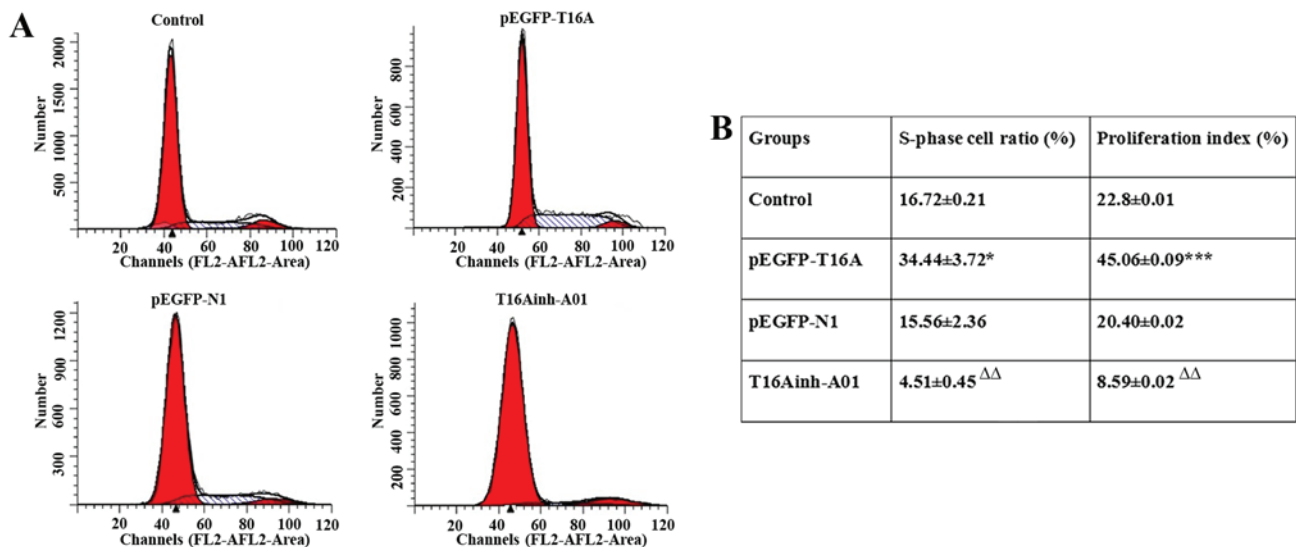 A
Control
Number
2000
1500
1000
500
20 40 60 80 100 120
Channels (FL2-AFL2-Area)
pEGFP-T16A
Number
800
600
400
200
20 40 60 80 100 120
Channels (FL2-AFL2-Area)
pEGFP-N1
Number
1200
900
600
300
20 40 60 80 100 120
Channels (FL2-AFL2-Area)
T16Ainh-A01
Number
1000
800
600
400
200
0
20 40 60 80 100 120
Channels (FL2-AFL2-Area)
B
Groups S-phase cell ratio (%) Proliferation index (%)
Control 16.72±0.21 22.8±0.01
pEGFP-T16A 34.44±3.72* 45.06±0.09***
pEGFP-N1 15.56±2.36 20.40±0.02
T16Ainh-A01 4.51±0.45 ΔΔ 8.59±0.02 ΔΔ